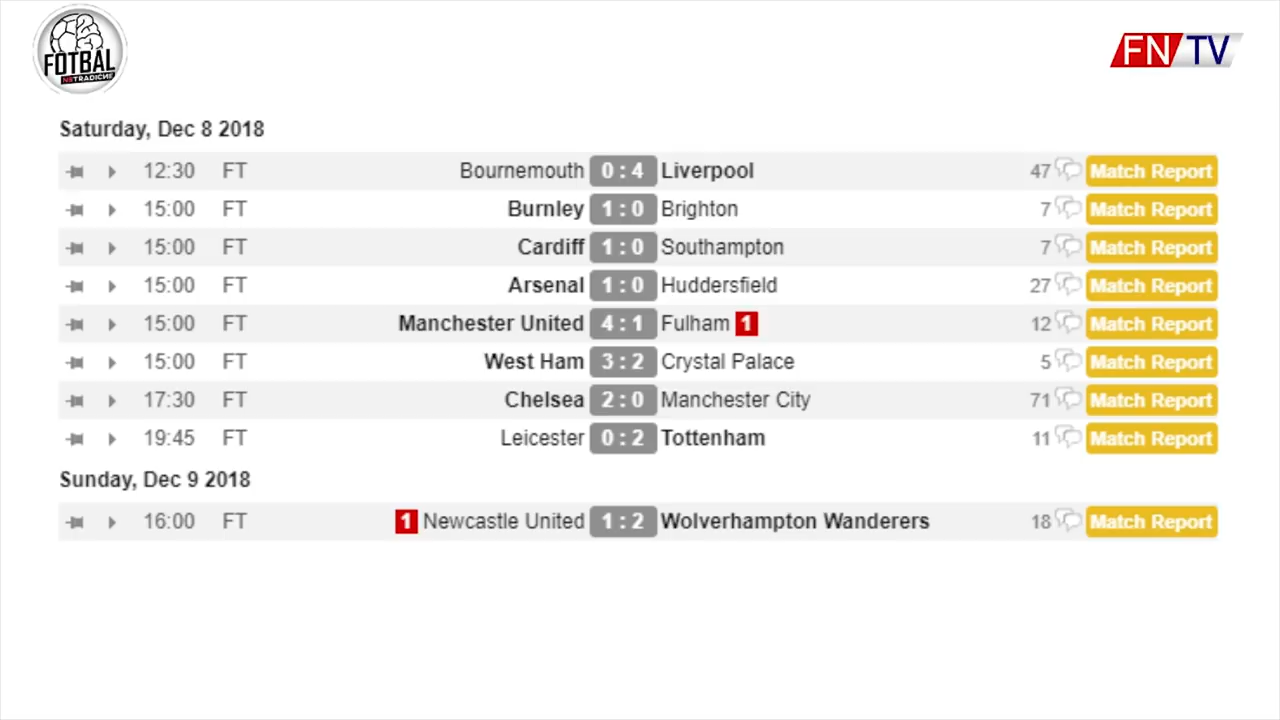 FOTBAL
NETRADIČNĚ
FN TV
Saturday, Dec 8 2018
12:30 FT Bournemouth 0 : 4 Liverpool 47 Match Report
15:00 FT Burnley 1 : 0 Brighton 7 Match Report
15:00 FT Cardiff 1 : 0 Southampton 7 Match Report
15:00 FT Arsenal 1 : 0 Huddersfield 27 Match Report
15:00 FT Manchester United 4 : 1 Fulham 1 12 Match Report
15:00 FT West Ham 3 : 2 Crystal Palace 5 Match Report
17:30 FT Chelsea 2 : 0 Manchester City 71 Match Report
19:45 FT Leicester 0 : 2 Tottenham 11 Match Report
Sunday, Dec 9 2018
16:00 FT 1 Newcastle United 1 : 2 Wolverhampton Wanderers 18 Match Report